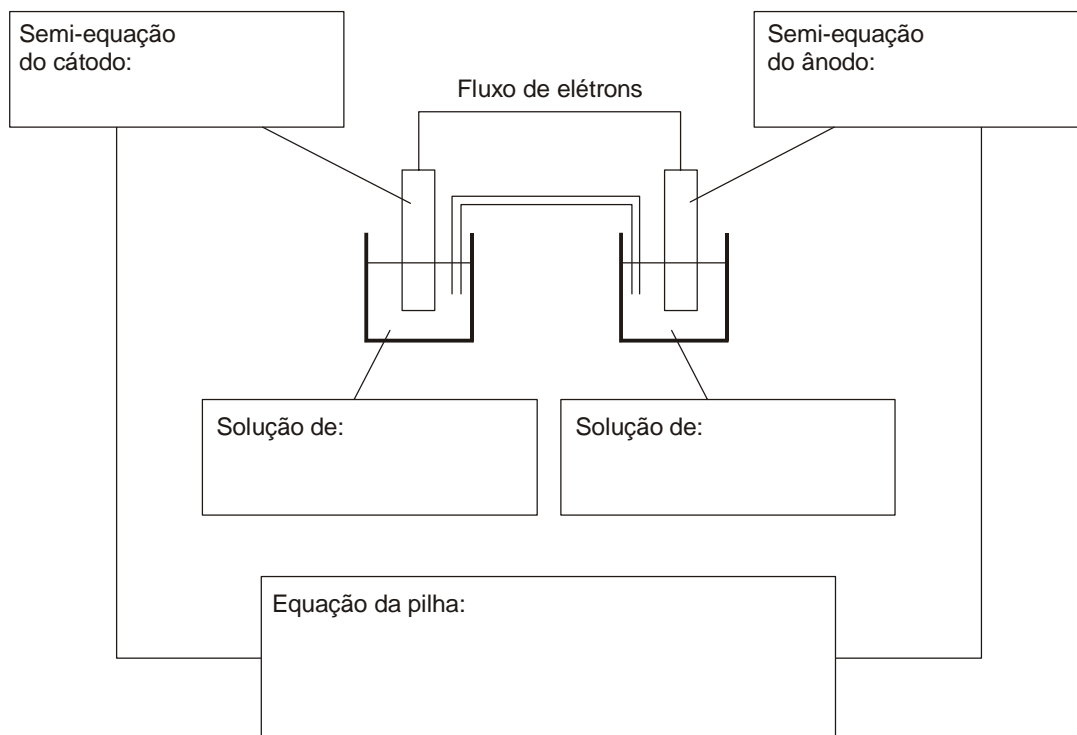 Semi-equação
do cátodo:
Semi-equação
do ânodo:
Fluxo de elétrons
Solução de:
Solução de:
Equação da pilha: